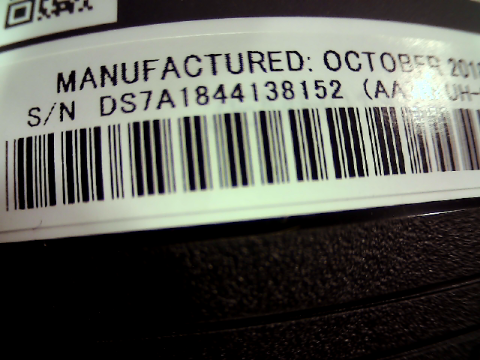 MANUFACTURED: OCTOBER
S/N DS7A1844138152